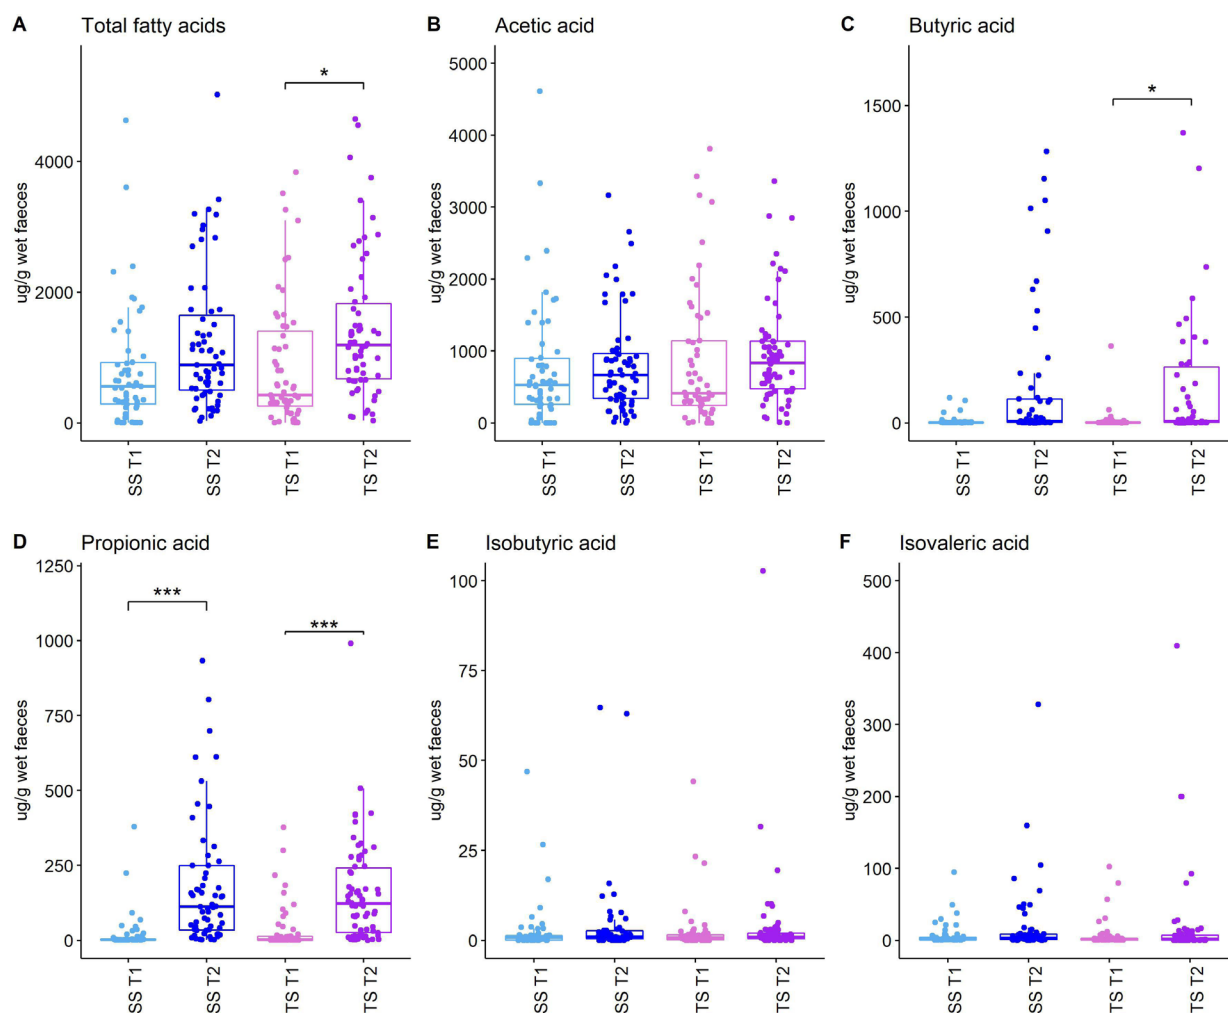 A Total fatty acids
ug/g wet faeces
4000
2000
0
*
SS T1
SS T2
TS T1
TS T2
B Acetic acid
ug/g wet faeces
5000
4000
3000
2000
1000
0
SS T1
SS T2
TS T1
TS T2
C Butyric acid
ug/g wet faeces
1500
1000
500
0
*
SS T1
SS T2
TS T1
TS T2
D Propionic acid
ug/g wet faeces
1250
1000
750
500
250
0
***
***
SS T1
SS T2
TS T1
TS T2
E Isobutyric acid
ug/g wet faeces
100
75
50
25
0
SS T1
SS T2
TS T1
TS T2
F Isovaleric acid
ug/g wet faeces
500
400
300
200
100
0
SS T1
SS T2
TS T1
TS T2